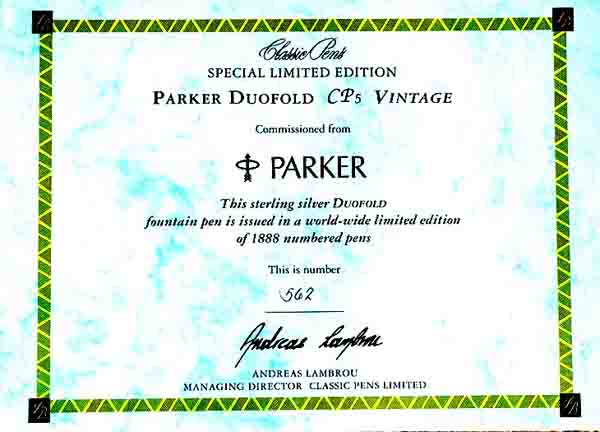 Classic Pens
SPECIAL LIMITED EDITION
PARKER DUOFOLD CP5 VINTAGE
Commissioned from
PARKER
This sterling silver DUOFOLD
fountain pen is issued in a world-wide limited edition
of 1888 numbered pens
This is number
562
Andreas Lambrou
ANDREAS LAMBROU
MANAGING DIRECTOR CLASSIC PENS LIMITED